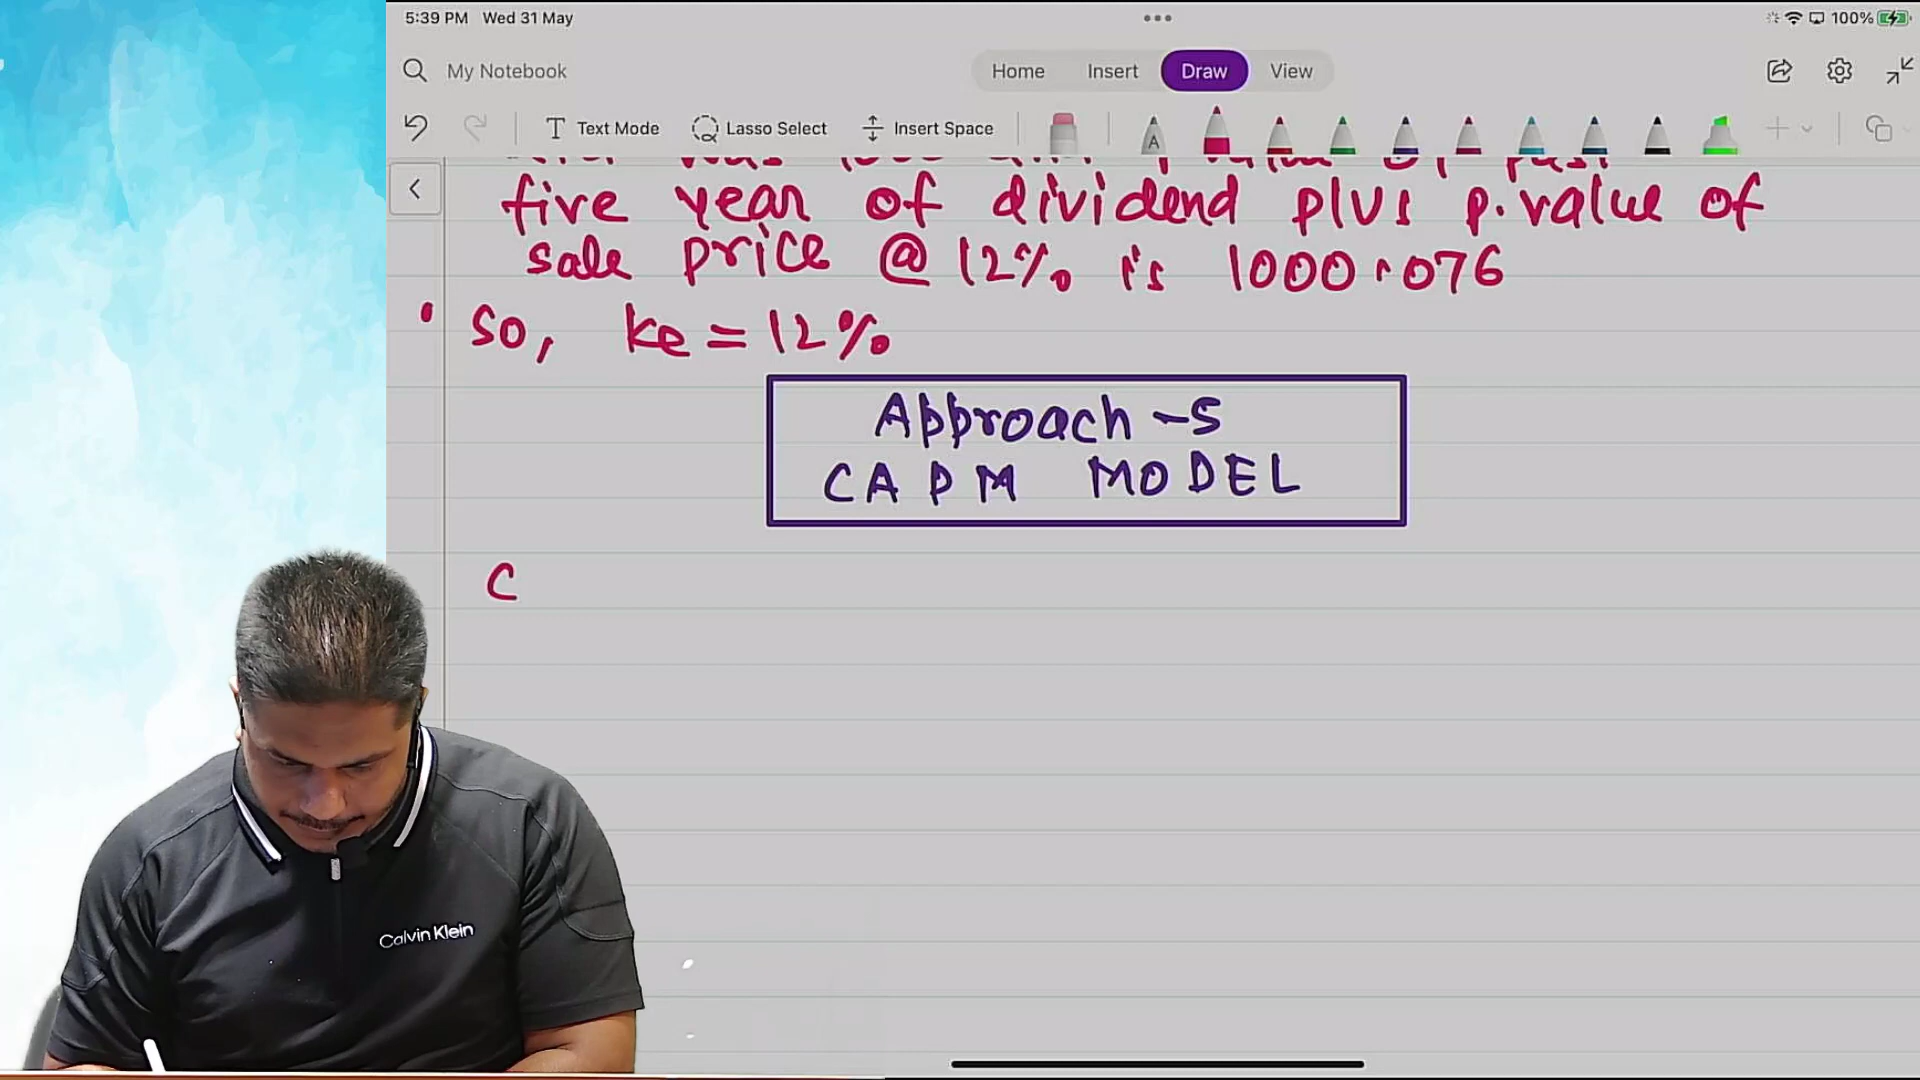 5:39 PM Wed 31 May
100%
My Notebook
Home Insert Draw View
Text Mode Lasso Select Insert Space
A
five year of dividend plus p.value of
sale price @ 12% is 1000.076
so, ke = 12%
Approach-5
CAPM MODEL
C
Calvin Klein